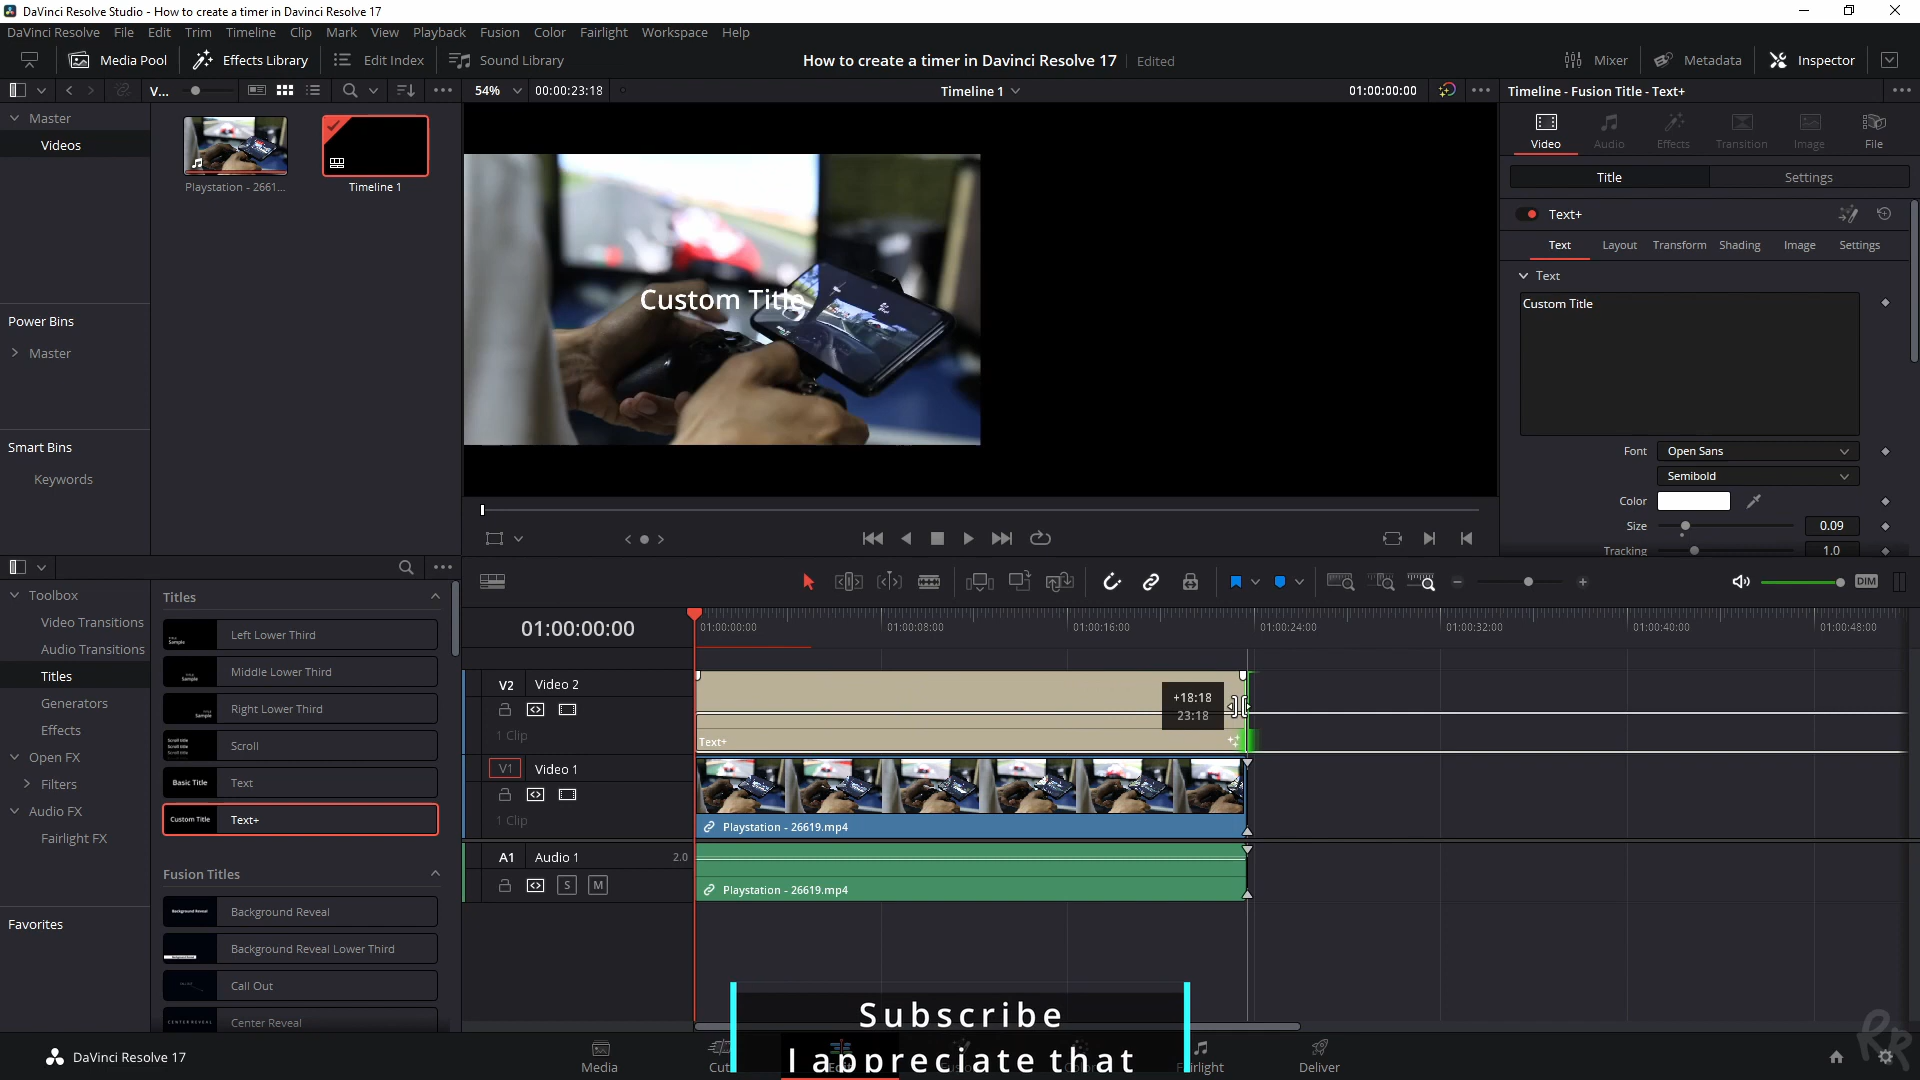 DaVinci Resolve Studio - How to create a timer in Davinci Resolve 17
DaVinci Resolve File Edit Trim Timeline Clip Mark View Playback Fusion Color Fairlight Workspace Help
Media Pool Effects Library Edit Index Sound Library How to create a timer in Davinci Resolve 17 Edited Mixer Metadata Inspector
V... 54% 00:00:23:18 Timeline 1 01:00:00:00 Timeline - Fusion Title - Text+
Master
Videos
Playstation - 2661... Timeline 1
Power Bins
Master
Smart Bins
Keywords
Custom Title
Video Audio Effects Transition Image File
Title Settings
Text+
Text Layout Transform Shading Image Settings
Text
Custom Title
Font Open Sans
Semibold
Color
Size 0.09
Tracking 1.0
Toolbox
Video Transitions
Audio Transitions
Titles
Generators
Effects
Open FX
Filters
Audio FX
Fairlight FX
Favorites
Titles
Left Lower Third
Middle Lower Third
Right Lower Third
Scroll
Basic Title Text
Custom Title Text+
Fusion Titles
Background Reveal Background Reveal
Background Reveal Lower Third
Call Out
CENTER REVEAL Center Reveal
DIM
01:00:00:00 01:00:00:00 01:00:08:00 01:00:16:00 01:00:24:00 01:00:32:00 01:00:40:00 01:00:48:00
V2 Video 2
1 Clip
+18:18
23:18
Text+
V1 Video 1
1 Clip
Playstation - 26619.mp4
A1 Audio 1 2.0
S M
Playstation - 26619.mp4
Subscribe
I appreciate that
DaVinci Resolve 17 Media Cut Edit Fairlight Deliver
RR